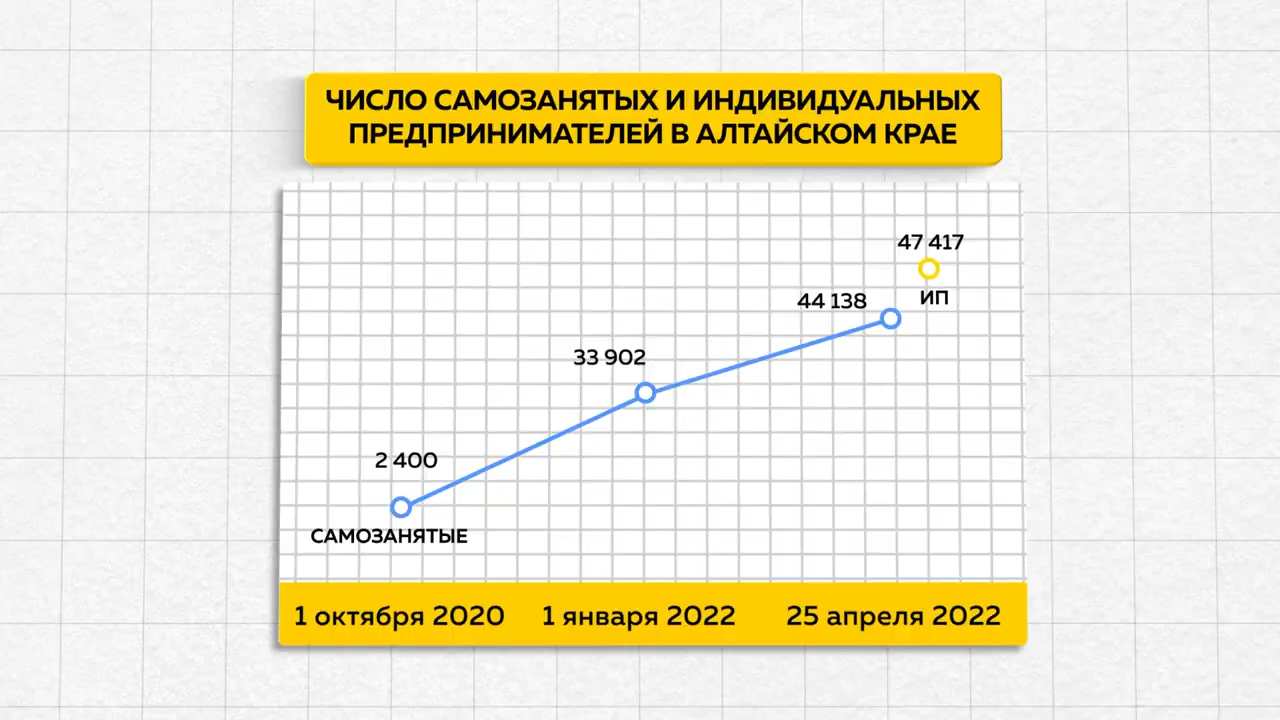 ЧИСЛО САМОЗАНЯТЫХ И ИНДИВИДУАЛЬНЫХ
ПРЕДПРИНИМАТЕЛЕЙ В АЛТАЙСКОМ КРАЕ
47 417
ИП
44 138
33 902
2 400
САМОЗАНЯТЫЕ
1 октября 2020
1 января 2022
25 апреля 2022